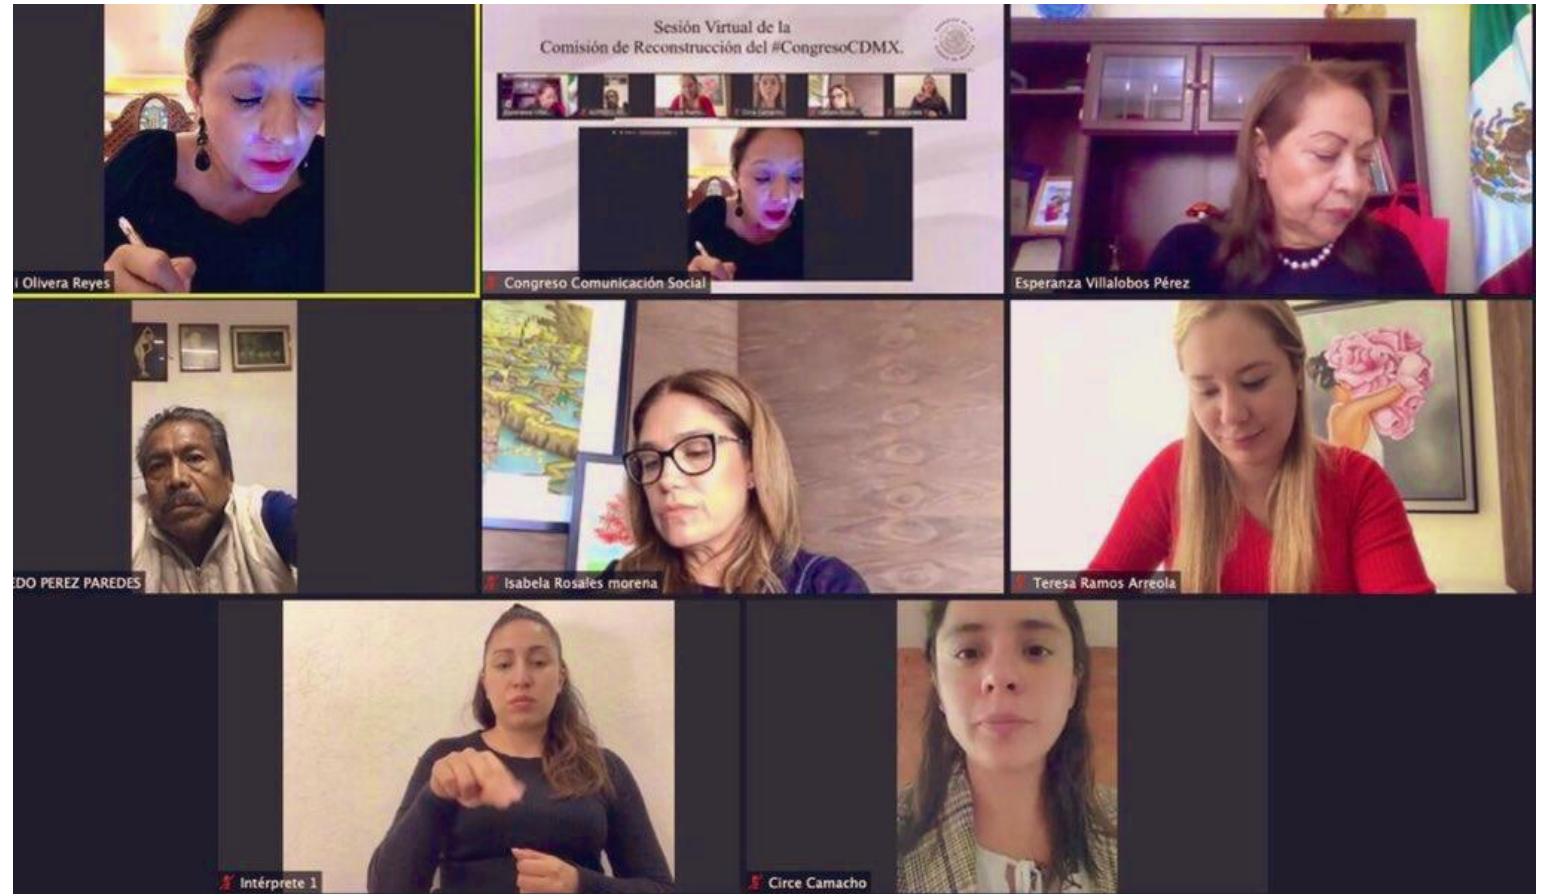 Sesión Virtual de la
Comisión de Reconstrucción del #CongresoCDMX.
i Olivera Reyes
Congreso Comunicación Social
Esperanza Villalobos Pérez
EDO PEREZ PAREDES
Isabela Rosales morena
Teresa Ramos Arreola
Intérprete 1
Circe Camacho